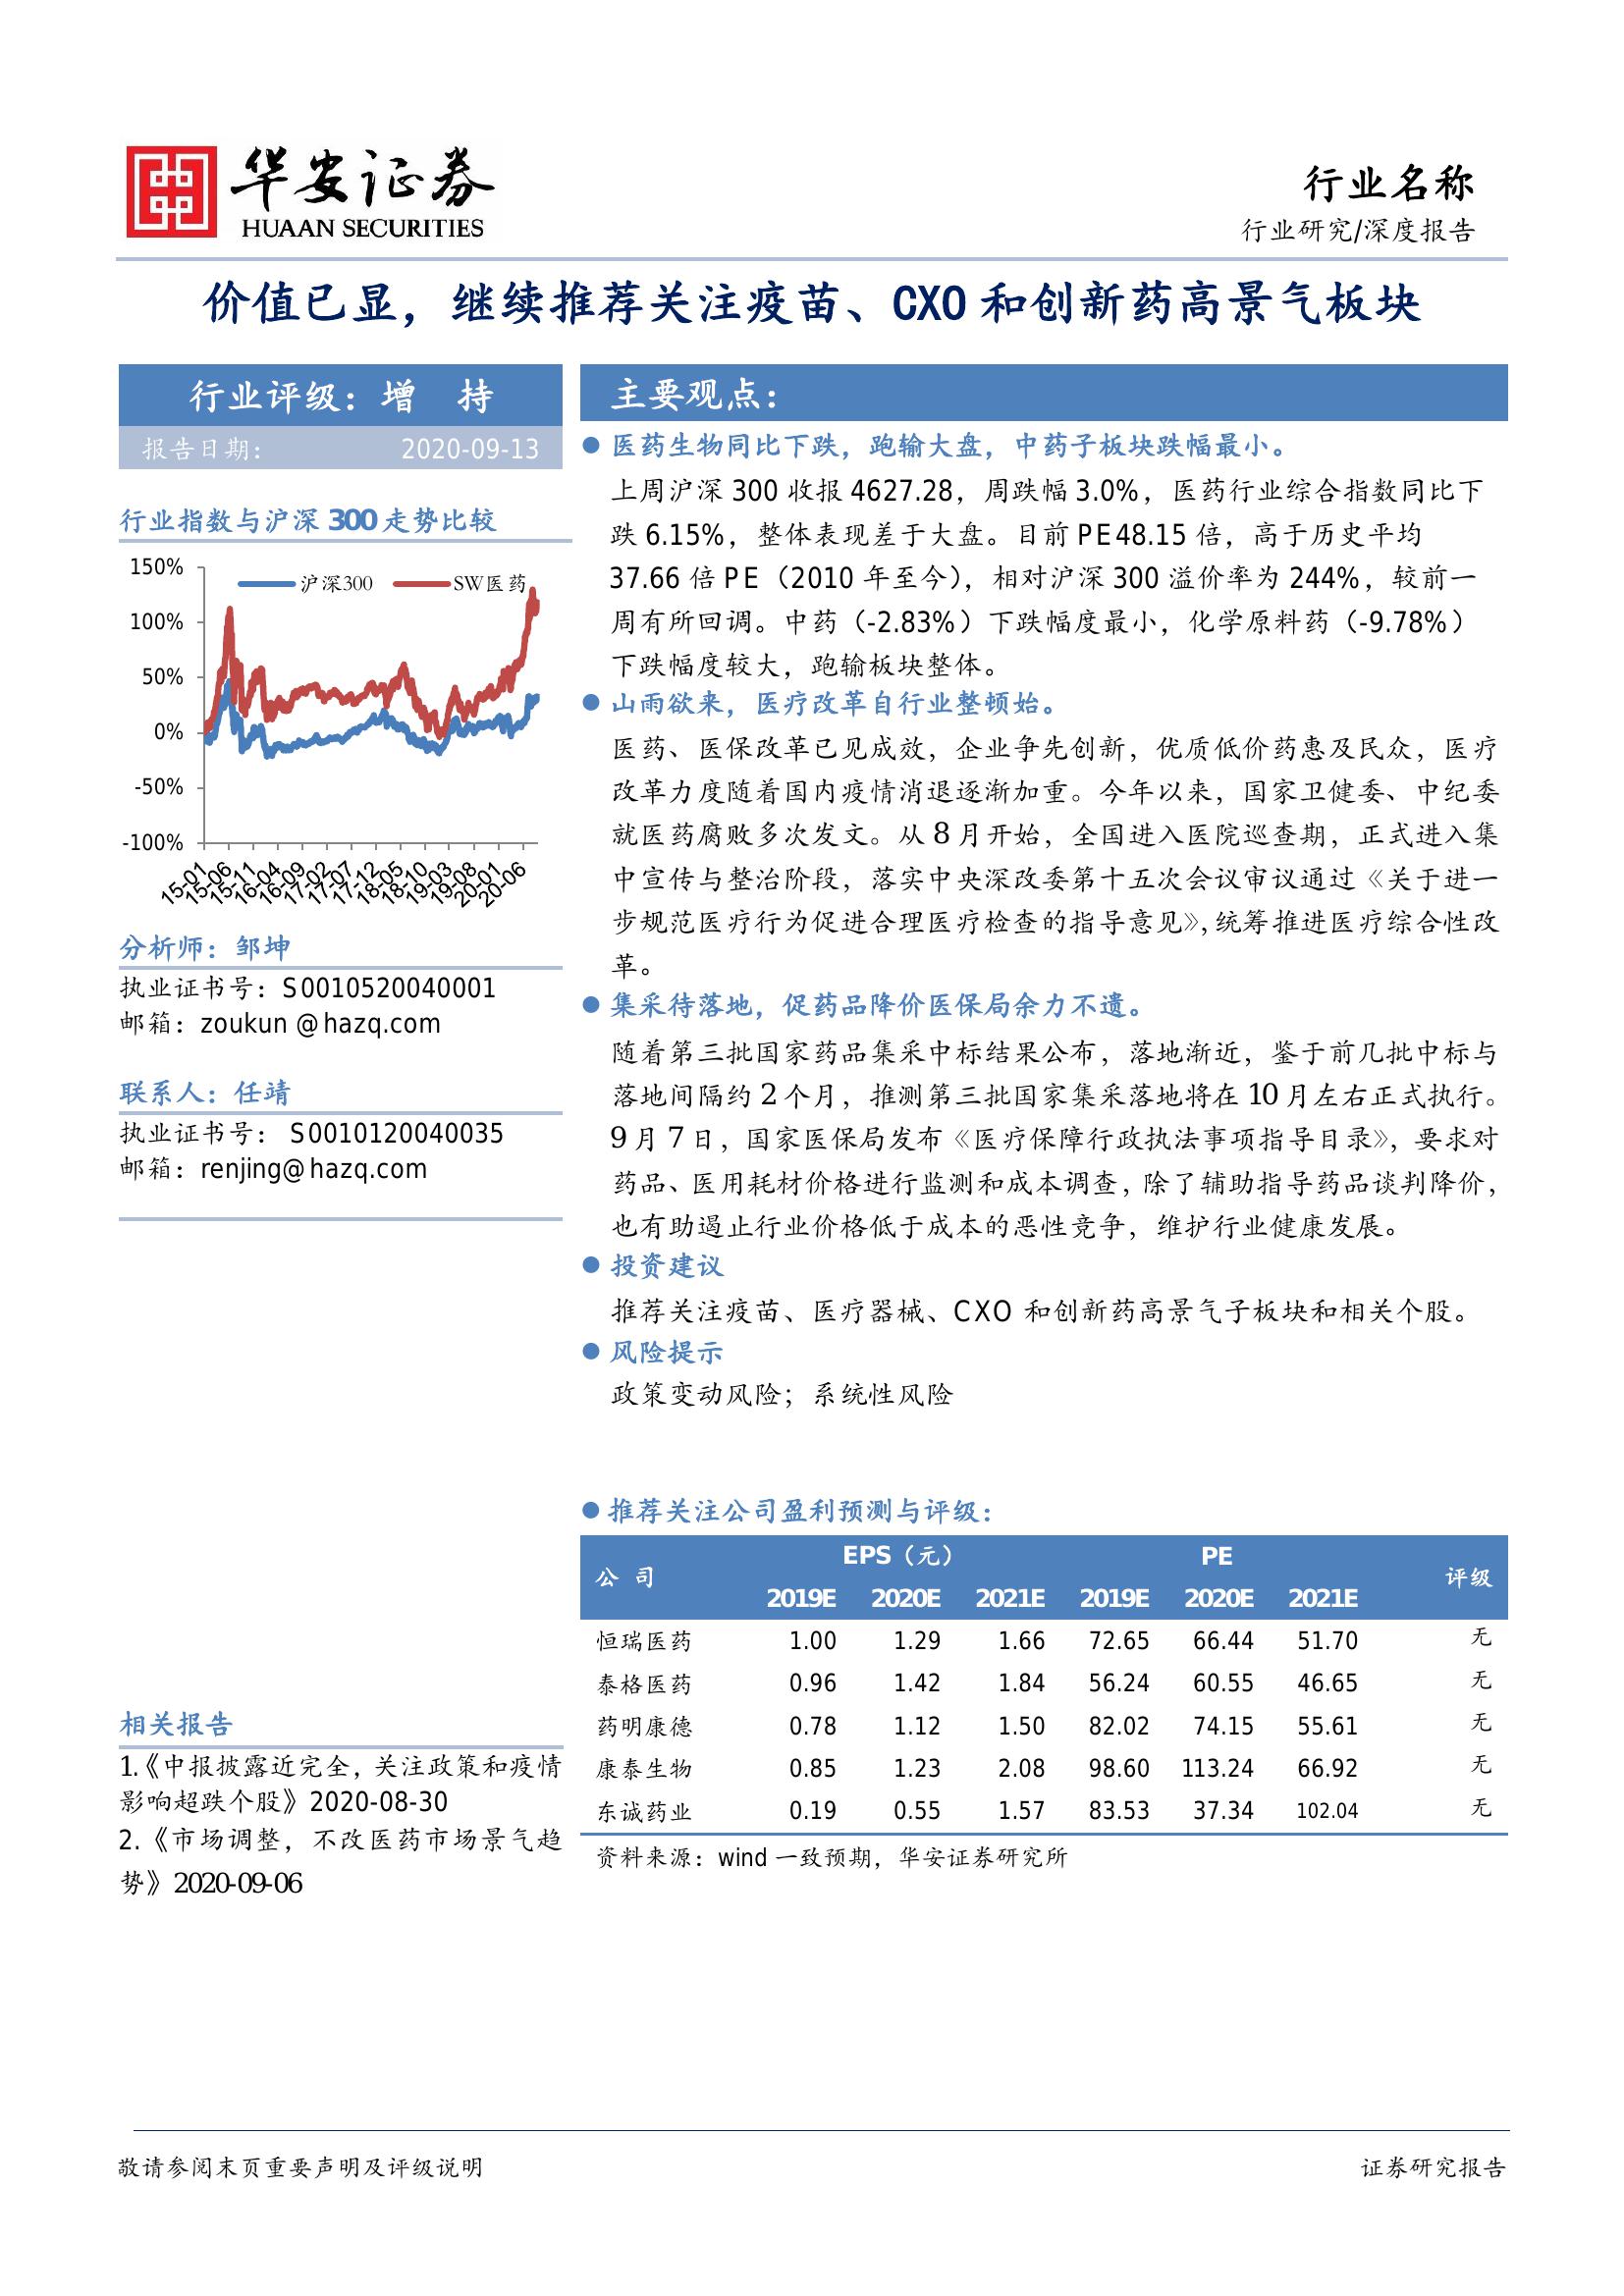 华安证券
HUAAN SECURITIES
行业名称
行业研究/深度报告
价值已显，继续推荐关注疫苗、CXO 和创新药高景气板块
行业评级：增 持
报告日期： 2020-09-13
行业指数与沪深 300 走势比较
沪深300 SW医药
150%
100%
50%
0%
-50%
-100%
15-01
15-06
15-11
16-04
16-09
17-02
17-07
17-12
18-05
18-10
19-03
19-08
20-01
20-06
分析师：邹坤
执业证书号：S0010520040001
邮箱：zoukun @hazq.com
联系人：任靖
执业证书号： S0010120040035
邮箱：renjing@hazq.com
相关报告
1.《中报披露近完全，关注政策和疫情
影响超跌个股》2020-08-30
2.《市场调整，不改医药市场景气趋
势》2020-09-06
主要观点：
医药生物同比下跌，跑输大盘，中药子板块跌幅最小。
上周沪深 300 收报 4627.28，周跌幅 3.0%，医药行业综合指数同比下
跌 6.15%，整体表现差于大盘。目前 PE48.15 倍，高于历史平均
37.66 倍 PE（2010 年至今），相对沪深 300 溢价率为 244%，较前一
周有所回调。中药（-2.83%）下跌幅度最小，化学原料药（-9.78%）
下跌幅度较大，跑输板块整体。
山雨欲来，医疗改革自行业整顿始。
医药、医保改革已见成效，企业争先创新，优质低价药惠及民众，医疗
改革力度随着国内疫情消退逐渐加重。今年以来，国家卫健委、中纪委
就医药腐败多次发文。从 8 月开始，全国进入医院巡查期，正式进入集
中宣传与整治阶段，落实中央深改委第十五次会议审议通过《关于进一
步规范医疗行为促进合理医疗检查的指导意见》，统筹推进医疗综合性改
革。
集采待落地，促药品降价医保局余力不遗。
随着第三批国家药品集采中标结果公布，落地渐近，鉴于前几批中标与
落地间隔约 2 个月，推测第三批国家集采落地将在 10 月左右正式执行。
9 月 7 日，国家医保局发布《医疗保障行政执法事项指导目录》，要求对
药品、医用耗材价格进行监测和成本调查，除了辅助指导药品谈判降价，
也有助遏止行业价格低于成本的恶性竞争，维护行业健康发展。
投资建议
推荐关注疫苗、医疗器械、CXO 和创新药高景气子板块和相关个股。
风险提示
政策变动风险；系统性风险
推荐关注公司盈利预测与评级：
公 司 EPS（元） PE 评级
2019E 2020E 2021E 2019E 2020E 2021E
恒瑞医药 1.00 1.29 1.66 72.65 66.44 51.70 无
泰格医药 0.96 1.42 1.84 56.24 60.55 46.65 无
药明康德 0.78 1.12 1.50 82.02 74.15 55.61 无
康泰生物 0.85 1.23 2.08 98.60 113.24 66.92 无
东诚药业 0.19 0.55 1.57 83.53 37.34 102.04 无
资料来源：wind 一致预期，华安证券研究所
敬请参阅末页重要声明及评级说明 证券研究报告